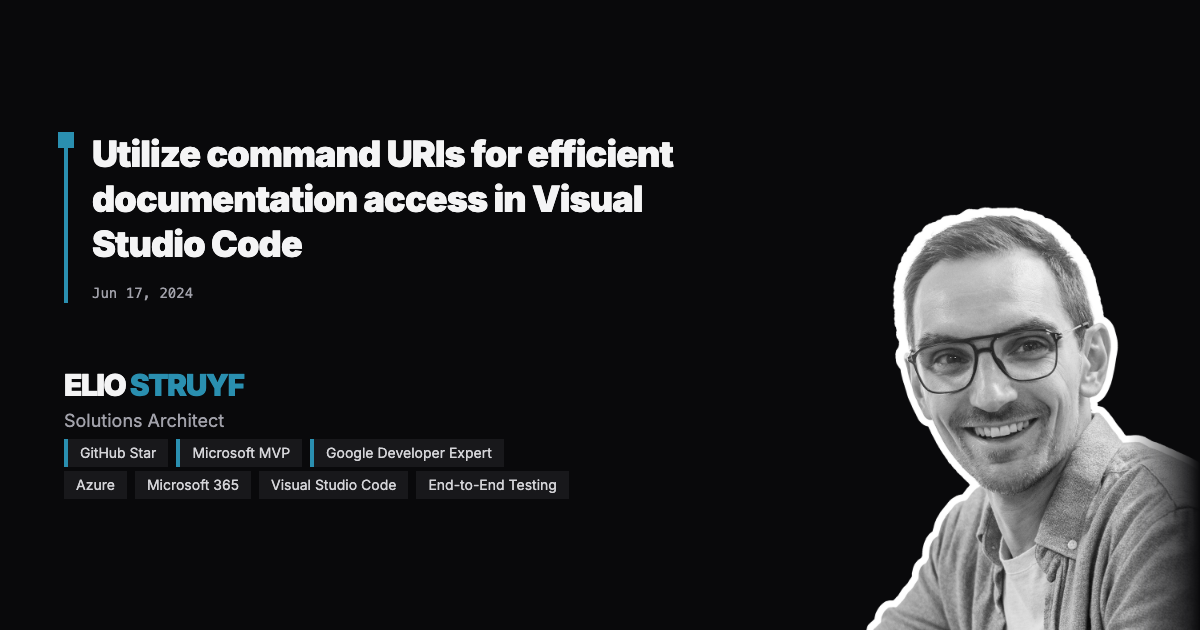 Utilize command URIs for efficient
documentation access in Visual
Studio Code
Jun 17, 2024
ELIO STRUYF
Solutions Architect
GitHub Star Microsoft MVP Google Developer Expert
Azure Microsoft 365 Visual Studio Code End-to-End Testing